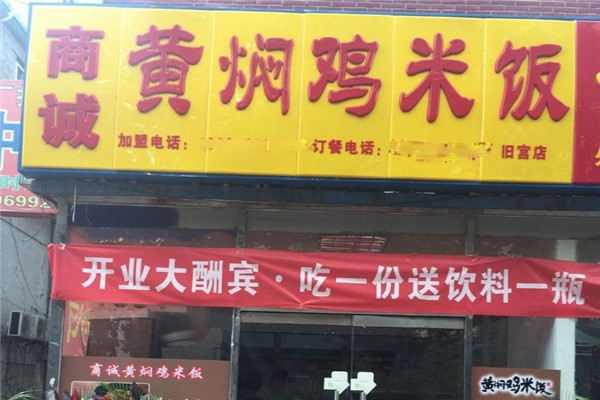 商诚
黄焖鸡米饭
加盟电话:
订餐电话:
旧宫店
0699
开业大酬宾·吃一份送饮料一瓶
商诚黄焖鸡米饭
黄焖鸡米饭